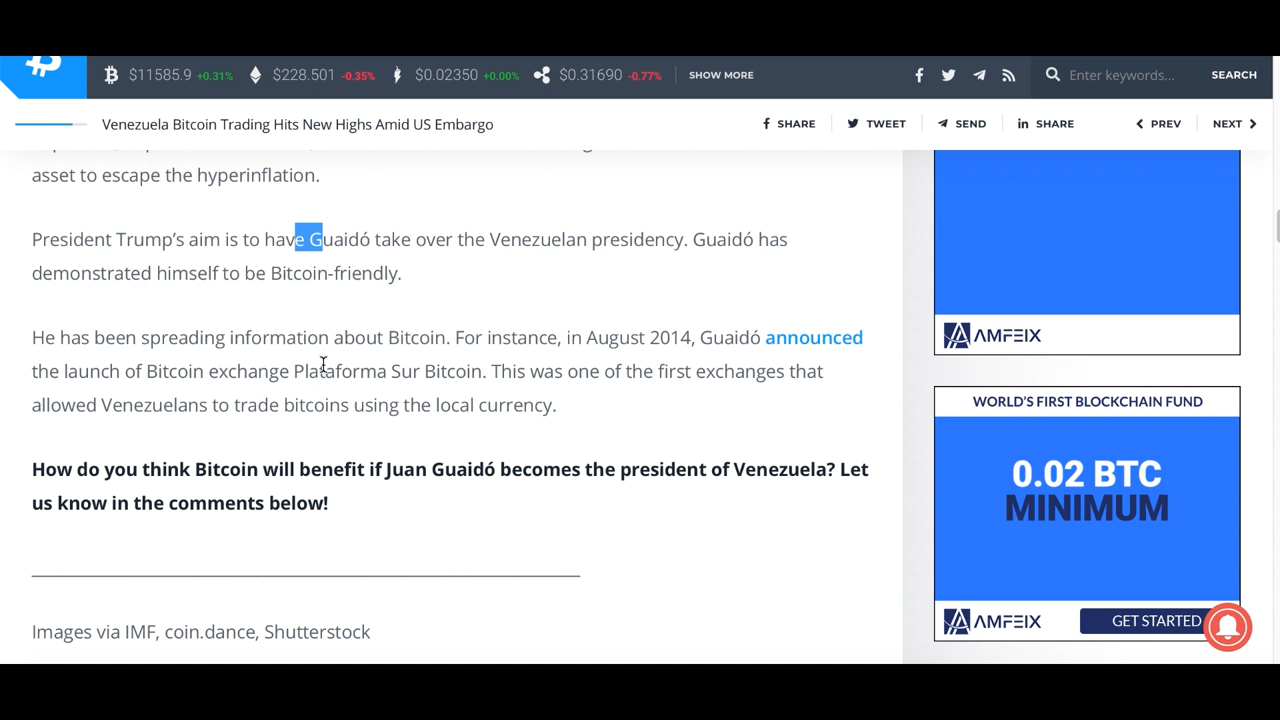 $11585.9 +0.31% $228.501 -0.35% $0.02350 +0.00% $0.31690 -0.77% SHOW MORE Enter keywords... SEARCH
Venezuela Bitcoin Trading Hits New Highs Amid US Embargo SHARE TWEET SEND SHARE PREV NEXT
asset to escape the hyperinflation.
President Trump’s aim is to have Guaidó take over the Venezuelan presidency. Guaidó has
demonstrated himself to be Bitcoin-friendly.
He has been spreading information about Bitcoin. For instance, in August 2014, Guaidó announced
the launch of Bitcoin exchange Plataforma Sur Bitcoin. This was one of the first exchanges that
allowed Venezuelans to trade bitcoins using the local currency.
How do you think Bitcoin will benefit if Juan Guaidó becomes the president of Venezuela? Let
us know in the comments below!
Images via IMF, coin.dance, Shutterstock
AMFEIX
WORLD’S FIRST BLOCKCHAIN FUND
0.02 BTC
MINIMUM
AMFEIX GET STARTED